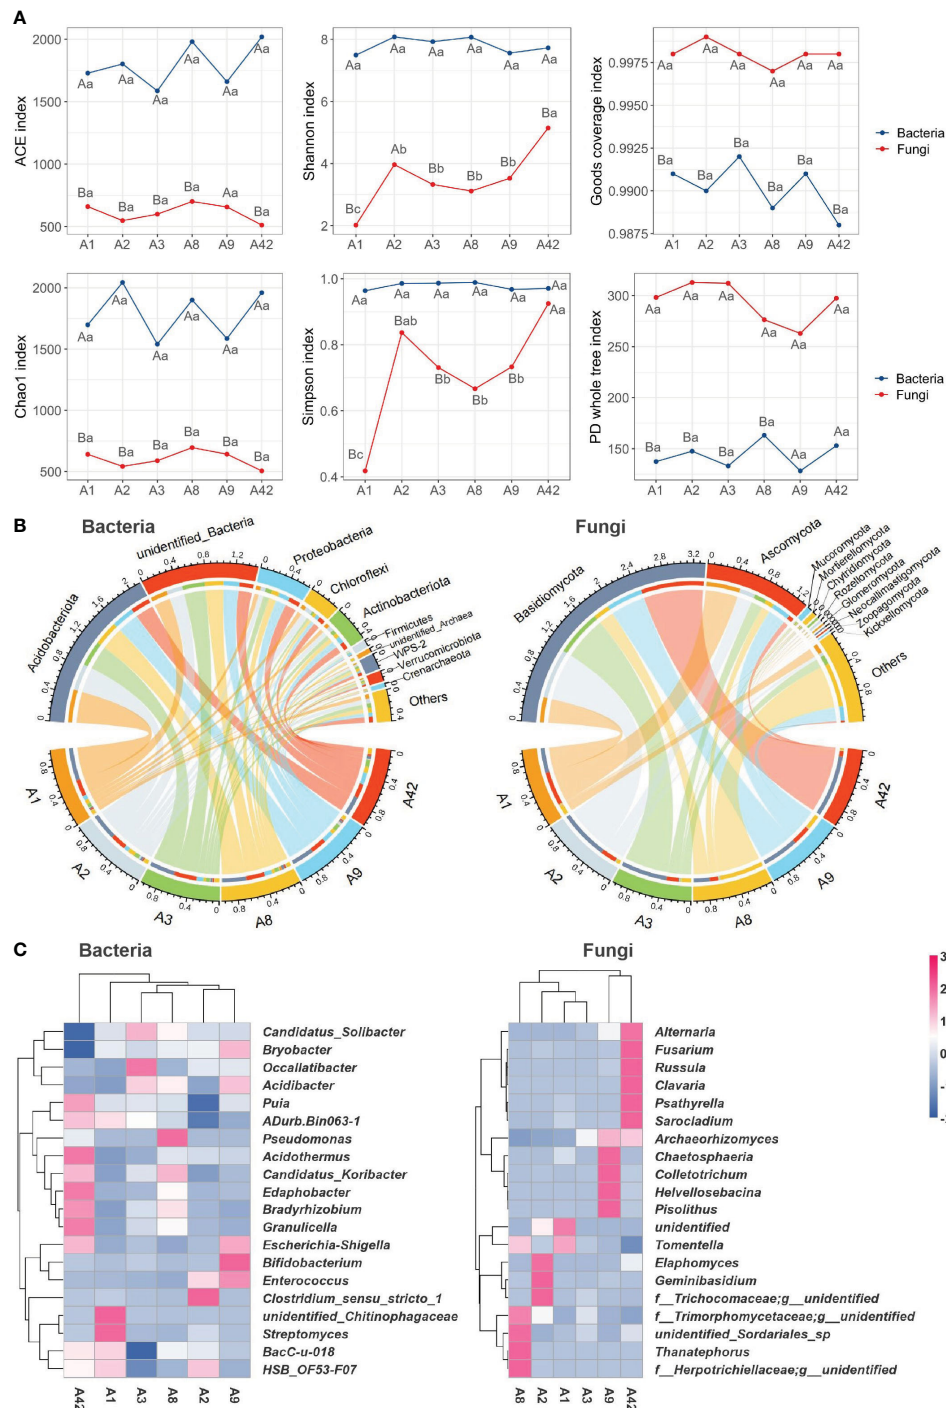 A
ACE index
2000
1500
1000
500
Aa
Aa
Aa
Aa
Aa
Aa
Ba
Ba
Ba
Ba
Aa
Ba
A1 A2 A3 A8 A9 A42
Shannon index
8
6
4
2
Aa
Aa
Aa
Aa
Aa
Aa
Bc
Ab
Bb
Bb
Bb
Ba
A1 A2 A3 A8 A9 A42
Goods coverage index
0.9975
0.9950
0.9925
0.9900
0.9875
Aa
Aa
Aa
Aa
Aa
Aa
Ba
Ba
Ba
Ba
Ba
Ba
A1 A2 A3 A8 A9 A42
Bacteria
Fungi
Chao1 index
2000
1500
1000
500
Aa
Aa
Aa
Aa
Aa
Aa
Ba
Ba
Ba
Ba
Ba
Ba
A1 A2 A3 A8 A9 A42
Simpson index
1.0
0.8
0.6
0.4
Aa
Aa
Aa
Aa
Aa
Aa
Bc
Bab
Bb
Bb
Bb
Aa
A1 A2 A3 A8 A9 A42
PD whole tree index
300
250
200
150
Aa
Aa
Aa
Aa
Aa
Aa
Ba
Ba
Aa
Ba
Aa
Aa
A1 A2 A3 A8 A9 A42
Bacteria
Fungi
B
Bacteria
Acidobacteriota
unidentified_Bacteria
Proteobacteria
Chloroflexi
Actinobacteriota
Firmicutes
unidentified_Archaea
WPS-2
Verrucomicrobiota
Crenarchaeota
Others
A1
A2
A3
A8
A9
A42
Fungi
Basidiomycota
Ascomycota
Mucoromycota
Mortierellomycota
Chytridiomycota
Rozellomycota
Glomeromycota
Neocallimastigomycota
Zoopagomycota
Kickxellomycota
Others
A1
A2
A3
A8
A9
A42
C
Bacteria
Candidatus_Solibacter
Bryobacter
Occallatibacter
Acidibacter
Puia
ADurb.Bin063-1
Pseudomonas
Acidothermus
Candidatus_Koribacter
Edaphobacter
Bradyrhizobium
Granulicella
Escherichia-Shigella
Bifidobacterium
Enterococcus
Clostridium_sensu_stricto_1
unidentified_Chitinophagaceae
Streptomyces
BacC-u-018
HSB_OF53-F07
A42 A1 A3 A8 A2 A9
Fungi
Alternaria
Fusarium
Russula
Clavaria
Psathyrella
Sarocladium
Archaeorhizomyces
Chaetosphaeria
Colletotrichum
Helvellosebacina
Pisolithus
unidentified
Tomentella
Elaphomyces
Geminibasidium
f__Trichocomaceae;g__unidentified
f__Trimorphomycetaceae;g__unidentified
unidentified_Sordariales_sp
Thanatephorus
f__Herpotrichiellaceae;g__unidentified
A8 A2 A1 A3 A9 A42
3
2
1
0